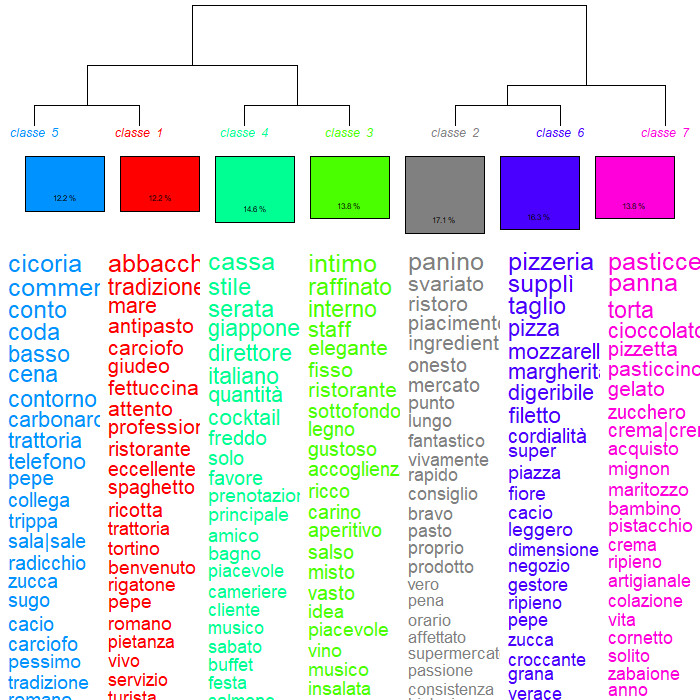 classe 5 classe 1 classe 4 classe 3 classe 2 classe 6 classe 7
12.2 % 12.2 % 14.6 % 13.8 % 17.1 %
cicoria
commer
conto
coda
basso
cena
contorno
carbonaro
trattoria
telefono
pepe
collega
trippa
sala|sale
radicchio
zucca
sugo
cacio
carciofo
pessimo
tradizione
romano
abbacch
tradizione
mare
antipasto
carciofo
giudeo
fettuccina
attento
profession
ristorante
eccellente
spaghetto
ricotta
trattoria
tortino
benvenuto
rigatone
pepe
romano
pietanza
vivo
servizio
turista
cassa
stile
serata
giappone
direttore
italiano
quantità
cocktail
freddo
solo
favore
prenotazion
principale
amico
bagno
piacevole
cameriere
cliente
musico
sabato
buffet
festa
salmone
intimo
raffinato
interno
staff
elegante
fisso
ristorante
sottofondo
legno
gustoso
accoglienz
ricco
carino
aperitivo
salso
misto
vasto
idea
piacevole
vino
musico
insalata
panino
svariato
ristoro
piacimento
ingredient
onesto
mercato
punto
lungo
fantastico
vivamente
rapido
consiglio
bravo
pasto
proprio
prodotto
vero
pena
orario
affettato
supermercat
passione
consistenza
pizzeria
supplì
taglio
pizza
mozzarell
margherita
digeribile
filetto
cordialità
super
piazza
fiore
cacio
leggero
dimensione
negozio
gestore
ripieno
pepe
zucca
croccante
grana
verace
pasticce
panna
torta
cioccolato
pizzetta
pasticcino
gelato
zucchero
crema|crer
acquisto
mignon
maritozzo
bambino
pistacchio
crema
ripieno
artigianale
colazione
vita
cornetto
solito
zabaione
anno